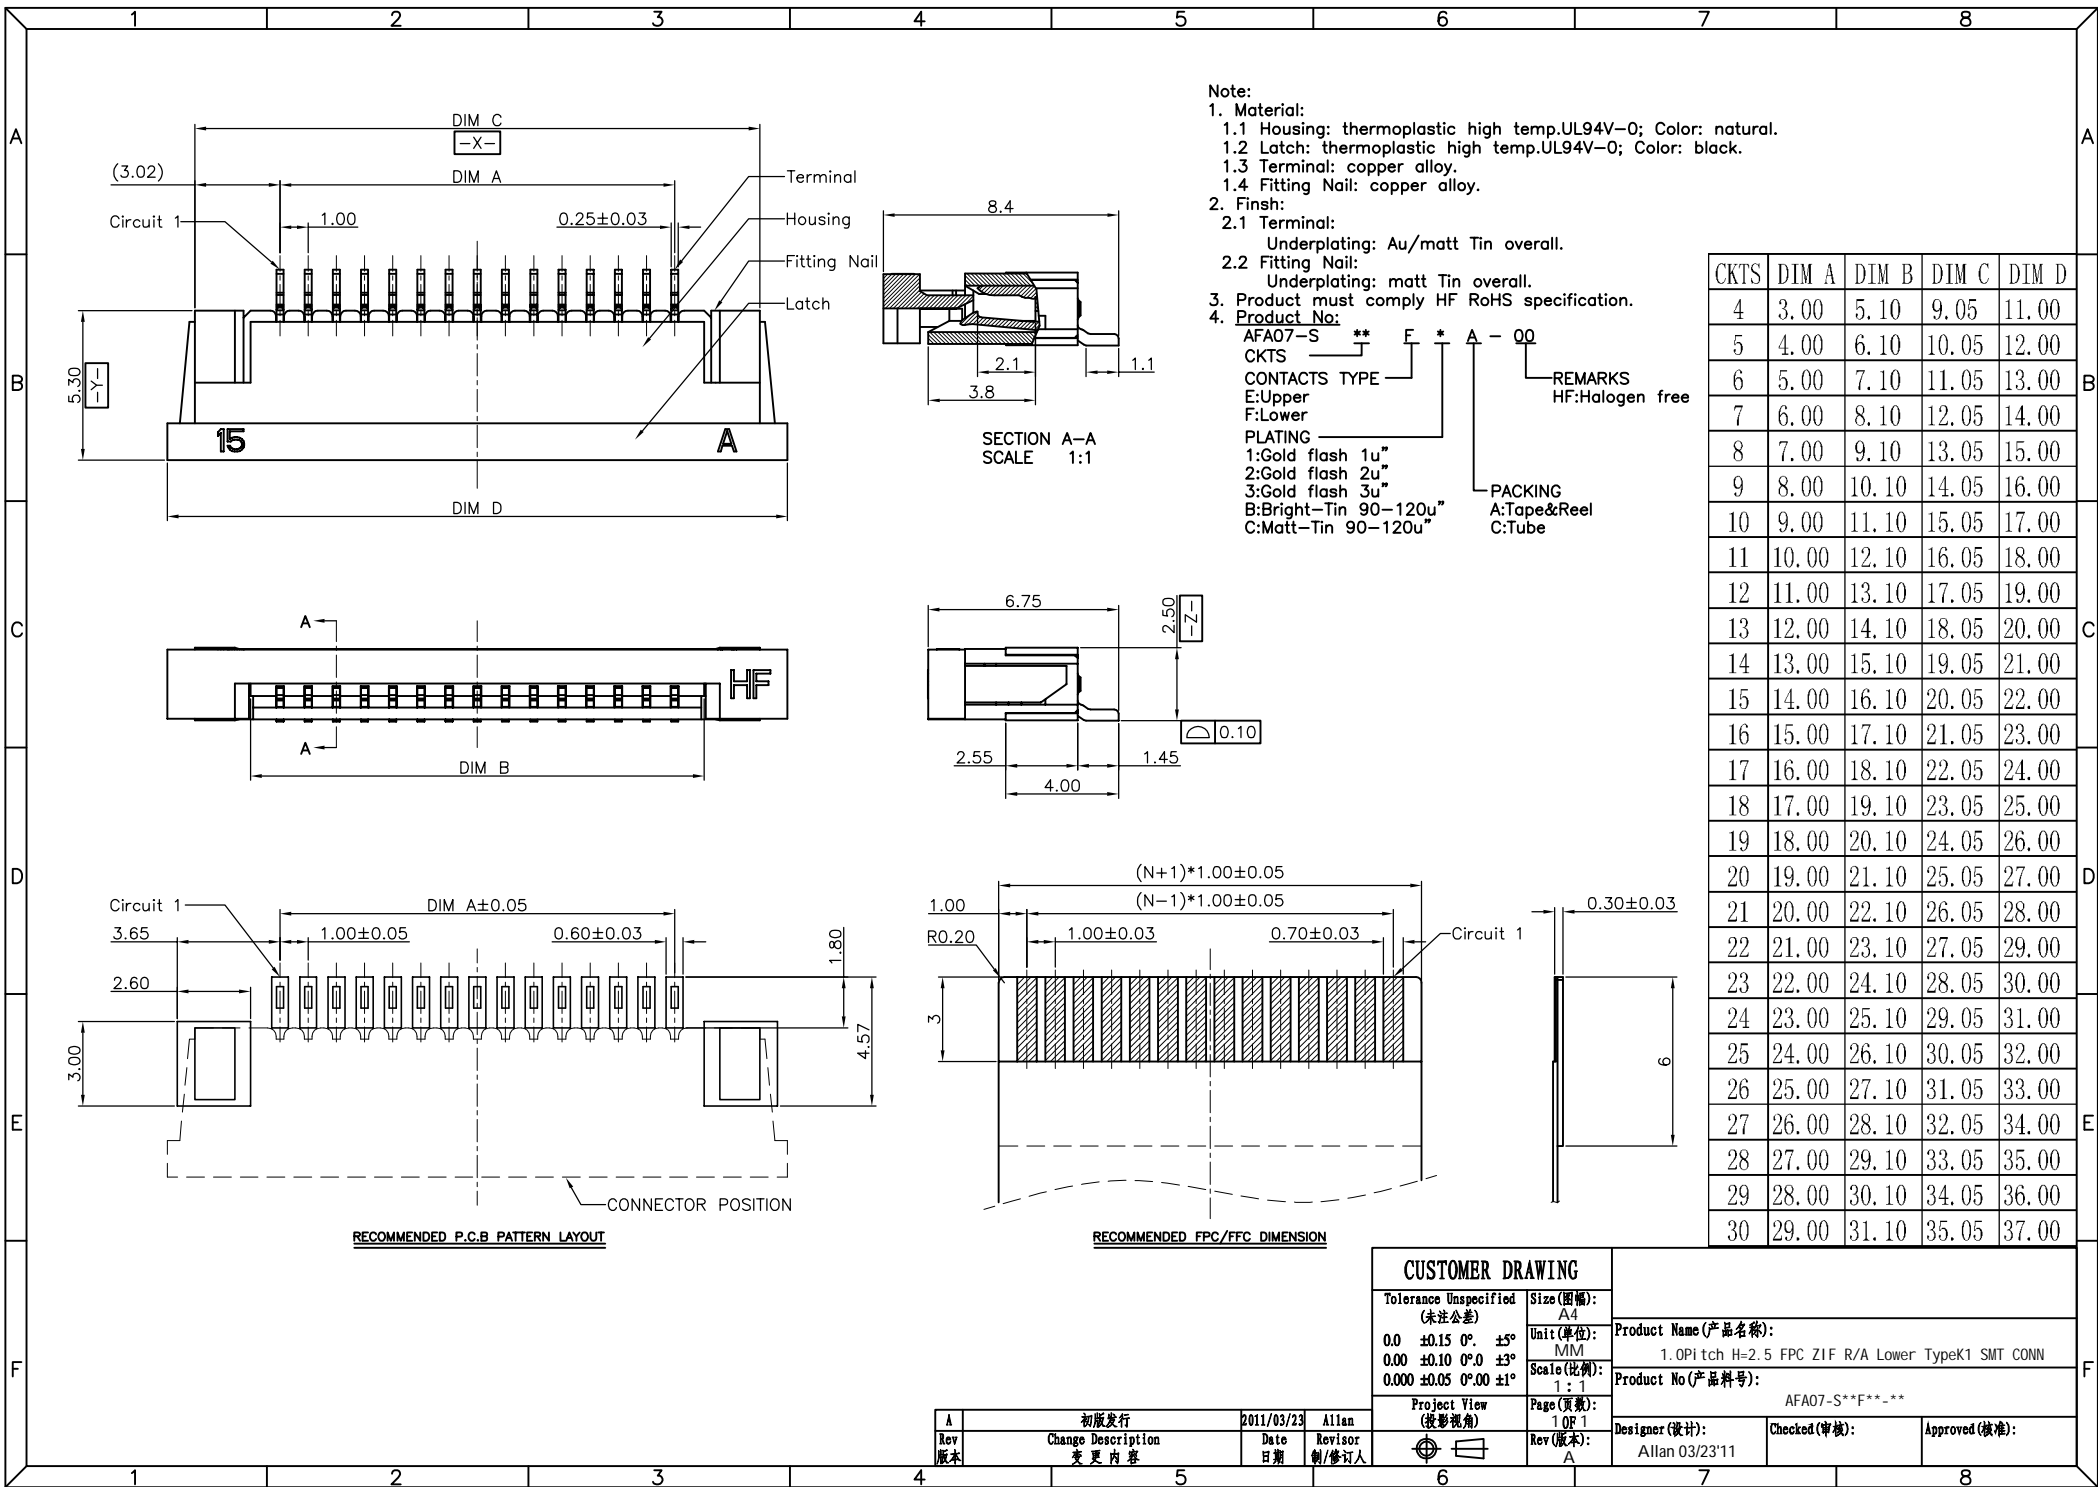 1 2 3 4 5 6 7 8
A
B
C
D
E
F
A
B
C
D
E
F
1 2 3 4 5 6 7 8
DIM C
-X-
(3.02)
DIM A
Terminal
Circuit 1
1.00
0.25±0.03
Housing
Fitting Nail
Latch
5.30
-Y-
15
A
DIM D
8.4
2.1
1.1
3.8
SECTION A-A
SCALE 1:1
Note:
1. Material:
1.1 Housing: thermoplastic high temp.UL94V-0; Color: natural.
1.2 Latch: thermoplastic high temp.UL94V-0; Color: black.
1.3 Terminal: copper alloy.
1.4 Fitting Nail: copper alloy.
2. Finsh:
2.1 Terminal:
Underplating: Au/matt Tin overall.
2.2 Fitting Nail:
Underplating: matt Tin overall.
3. Product must comply HF RoHS specification.
4. Product No:
AFA07-S ** F * A - 00
CKTS
CONTACTS TYPE
E:Upper
F:Lower
REMARKS
HF:Halogen free
PLATING
1:Gold flash 1u"
2:Gold flash 2u"
3:Gold flash 3u"
B:Bright-Tin 90-120u"
C:Matt-Tin 90-120u"
PACKING
A:Tape&Reel
C:Tube
CKTS DIM A DIM B DIM C DIM D
4 3.00 5.10 9.05 11.00
5 4.00 6.10 10.05 12.00
6 5.00 7.10 11.05 13.00
7 6.00 8.10 12.05 14.00
8 7.00 9.10 13.05 15.00
9 8.00 10.10 14.05 16.00
10 9.00 11.10 15.05 17.00
11 10.00 12.10 16.05 18.00
12 11.00 13.10 17.05 19.00
13 12.00 14.10 18.05 20.00
14 13.00 15.10 19.05 21.00
15 14.00 16.10 20.05 22.00
16 15.00 17.10 21.05 23.00
17 16.00 18.10 22.05 24.00
18 17.00 19.10 23.05 25.00
19 18.00 20.10 24.05 26.00
20 19.00 21.10 25.05 27.00
21 20.00 22.10 26.05 28.00
22 21.00 23.10 27.05 29.00
23 22.00 24.10 28.05 30.00
24 23.00 25.10 29.05 31.00
25 24.00 26.10 30.05 32.00
26 25.00 27.10 31.05 33.00
27 26.00 28.10 32.05 34.00
28 27.00 29.10 33.05 35.00
29 28.00 30.10 34.05 36.00
30 29.00 31.10 35.05 37.00
A
HF
A
DIM B
6.75
2.50
-Z-
0.10
2.55
1.45
4.00
Circuit 1
DIM A±0.05
3.65
1.00±0.05
0.60±0.03
1.80
2.60
3.00
4.57
CONNECTOR POSITION
RECOMMENDED P.C.B PATTERN LAYOUT
(N+1)*1.00±0.05
1.00
(N-1)*1.00±0.05
R0.20
1.00±0.03
0.70±0.03
Circuit 1
3
0.30±0.03
6
RECOMMENDED FPC/FFC DIMENSION
CUSTOMER DRAWING
Tolerance Unspecified
(未注公差)
0.0 ±0.15 0°. ±5°
0.00 ±0.10 0°.0 ±3°
0.000 ±0.05 0°.00 ±1°
Project View
(投影视角)
Size(图幅):
A4
Unit(单位):
MM
Scale(比例):
1:1
Page(页数):
1 OF 1
Rev(版本):
A
Product Name(产品名称):
1.0Pitch H=2.5 FPC ZIF R/A Lower TypeK1 SMT CONN
Product No(产品料号):
AFA07-S**F**-**
Designer(设计):
Allan 03/23'11
Checked(审核):
Approved(核准):
A 初版发行 2011/03/23 Allan
Rev Change Description Date Revisor
版本 变更内容 日期 制/修订人